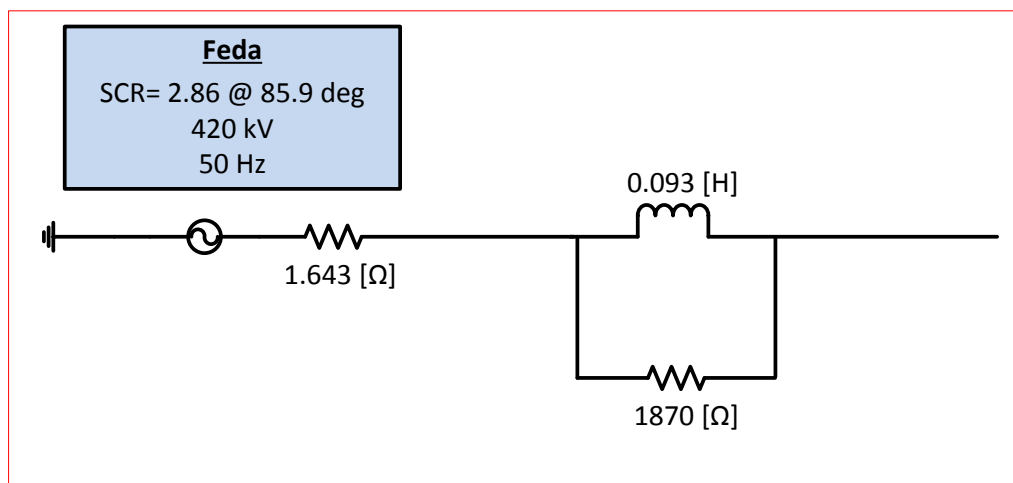 Feda
SCR= 2.86 @ 85.9 deg
420 kV
50 Hz
0.093 [H]
1.643 [Ω]
1870 [Ω]